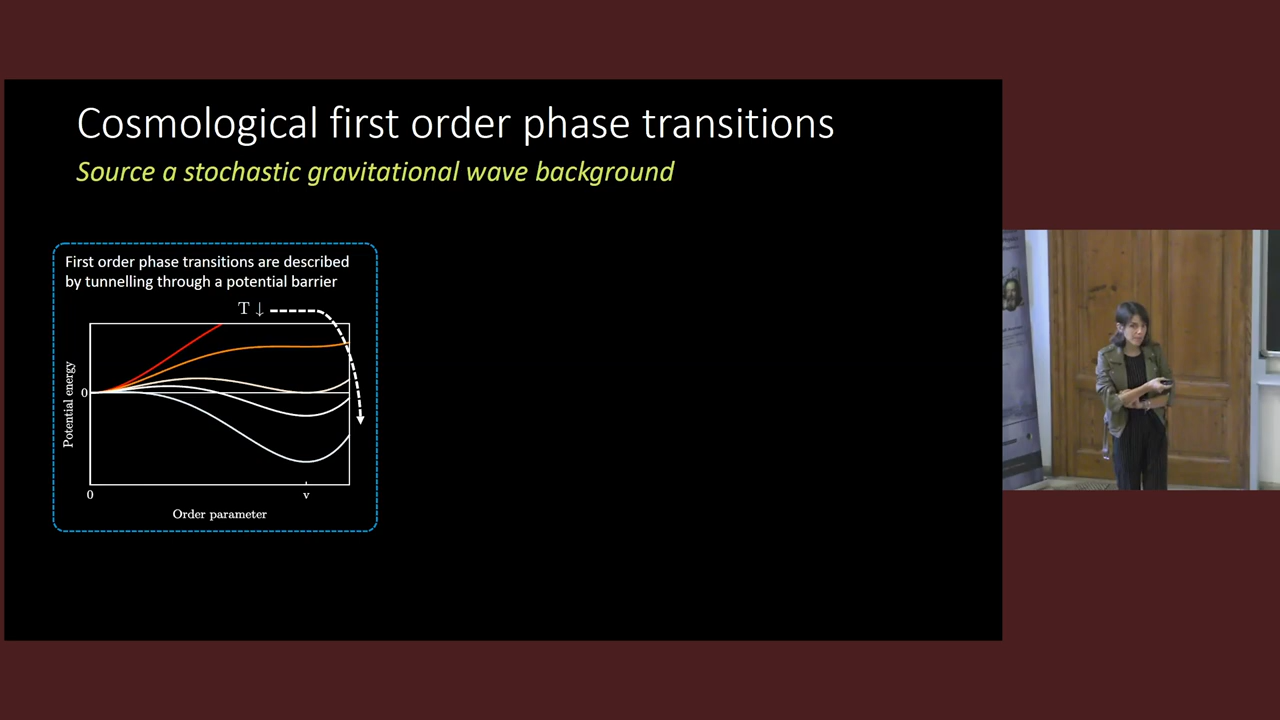 Cosmological first order phase transitions
Source a stochastic gravitational wave background
First order phase transitions are described
by tunnelling through a potential barrier
T ↓
Potential energy
0
0
v
Order parameter